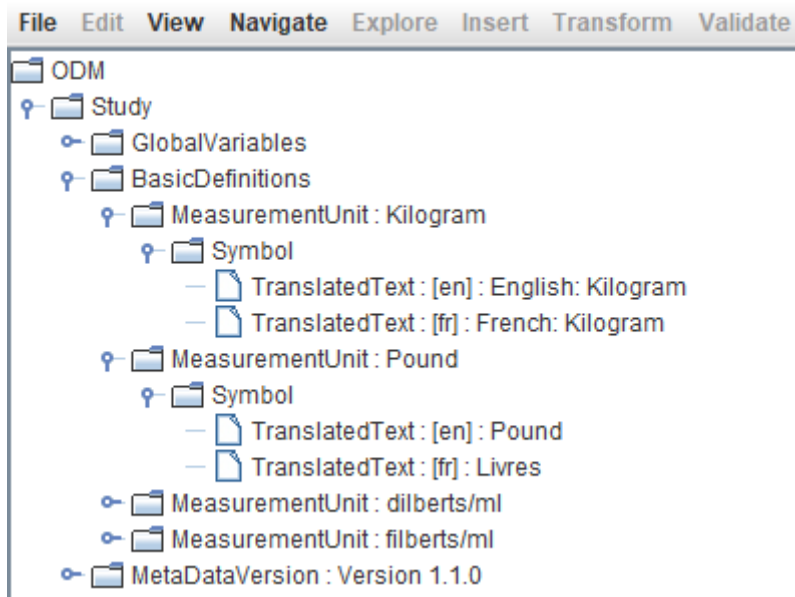 File Edit View Navigate Explore Insert Transform Validate
ODM
Study
GlobalVariables
BasicDefinitions
MeasurementUnit : Kilogram
Symbol
TranslatedText : [en] : English: Kilogram
TranslatedText : [fr] : French: Kilogram
MeasurementUnit : Pound
Symbol
TranslatedText : [en] : Pound
TranslatedText : [fr] : Livres
MeasurementUnit : dilberts/ml
MeasurementUnit : filberts/ml
MetaDataVersion : Version 1.1.0